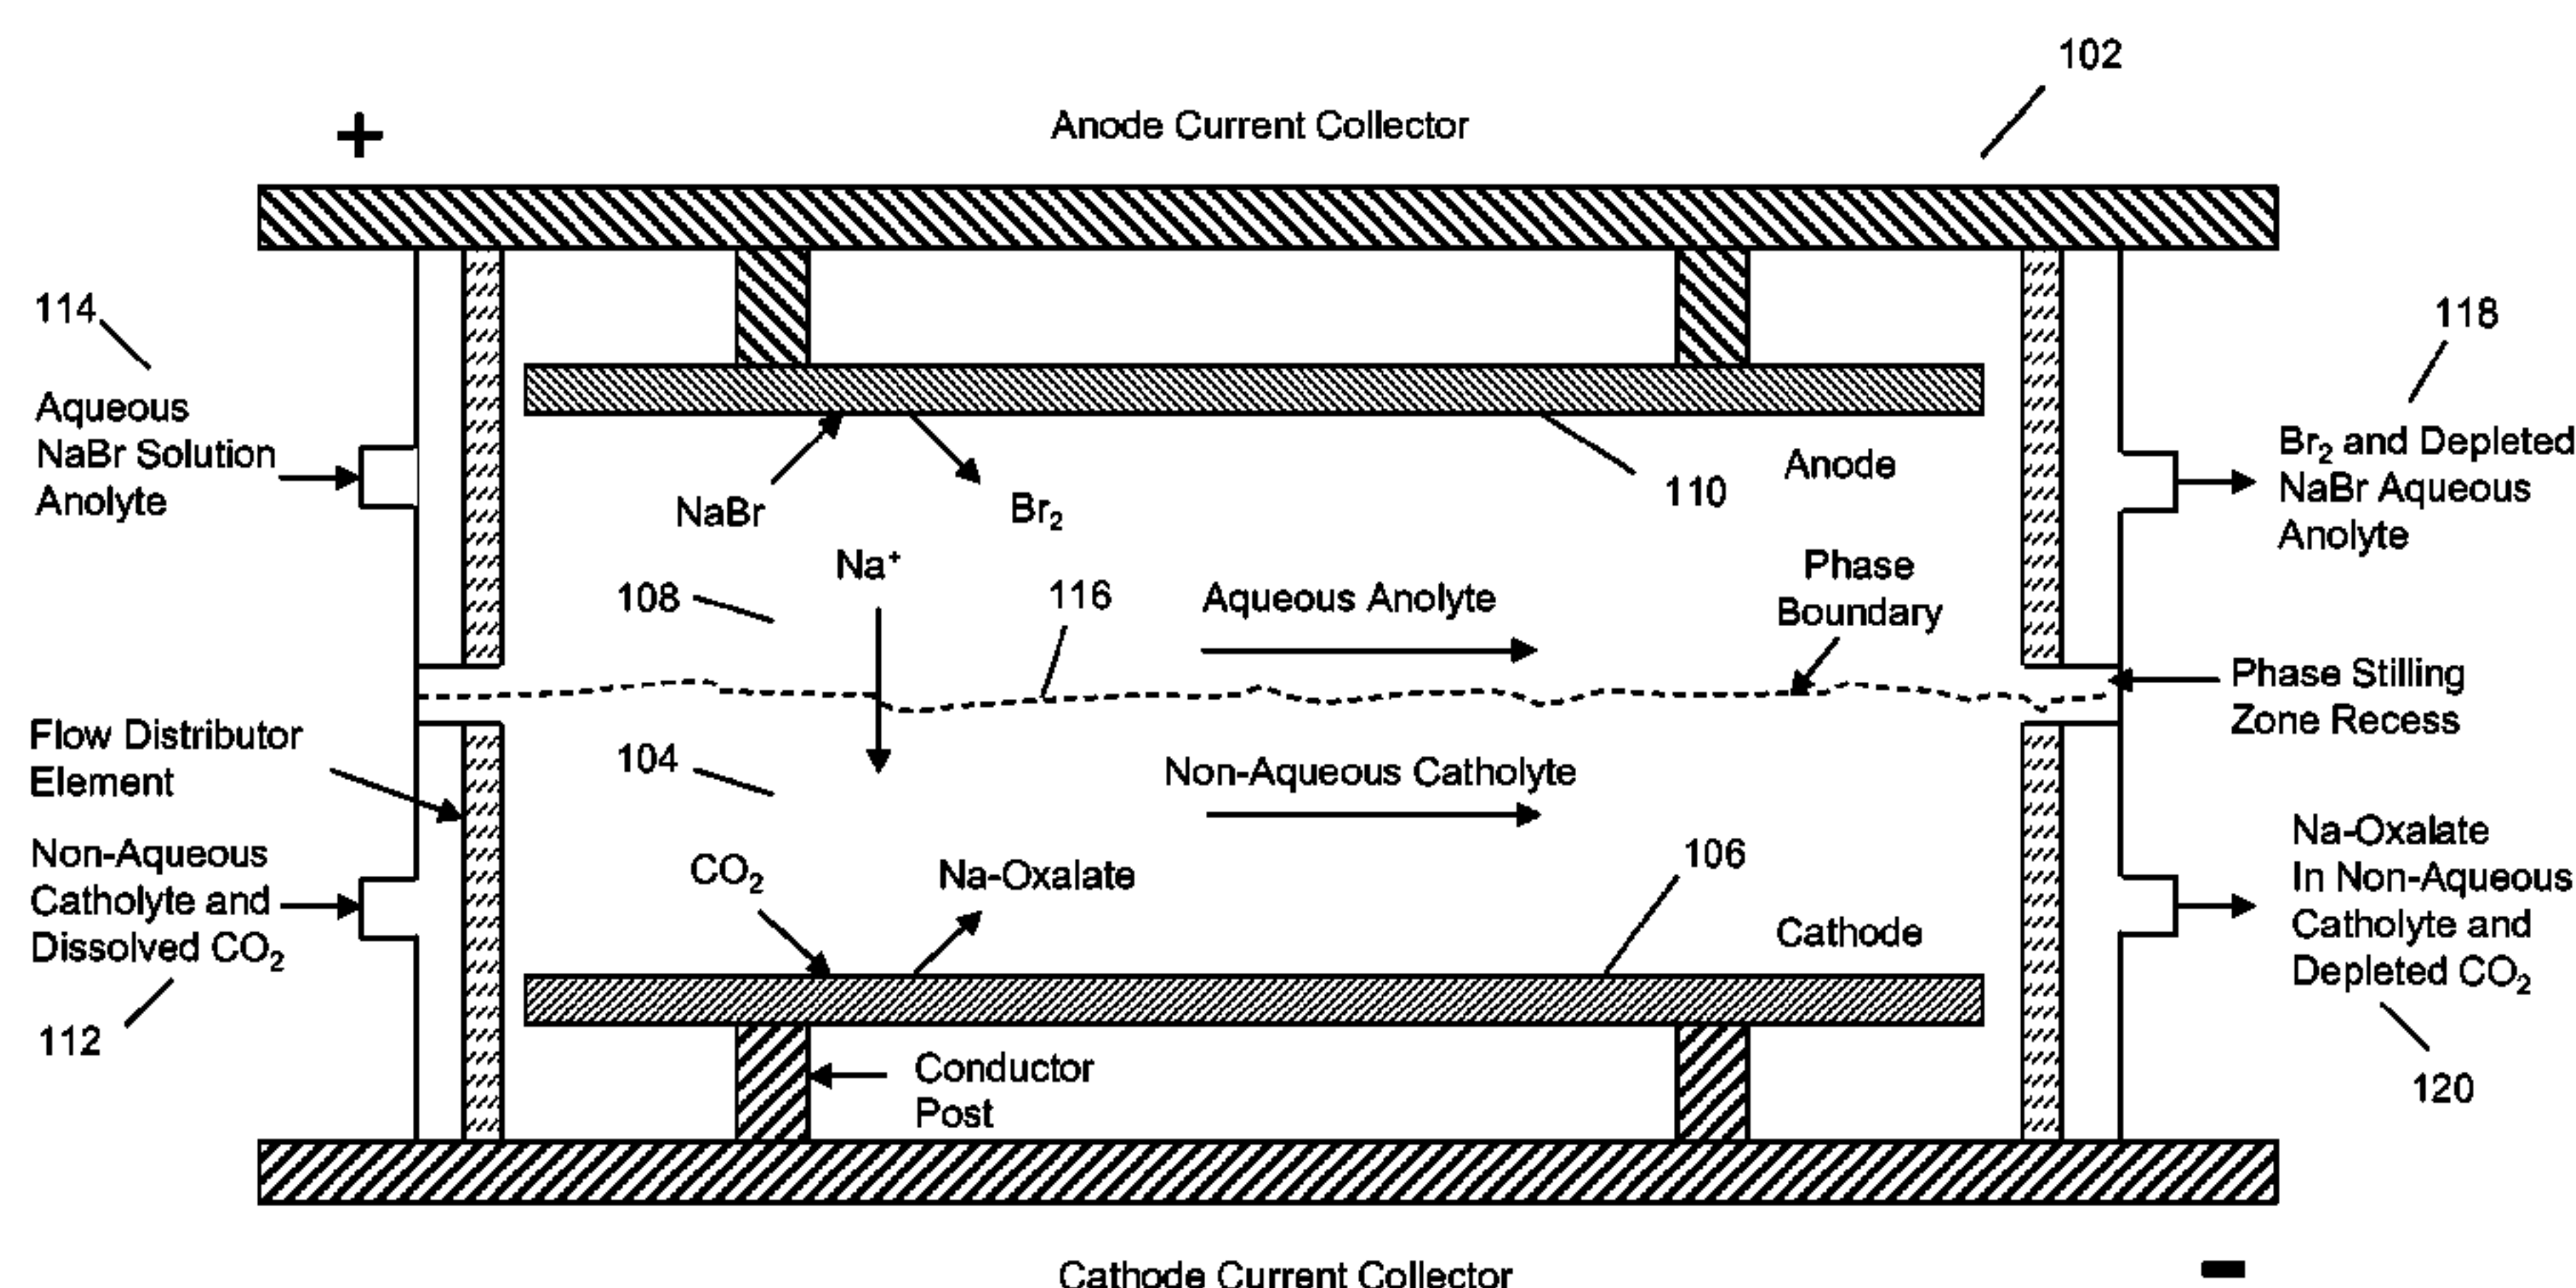 102
+
Anode Current Collector
114
Aqueous
NaBr Solution
Anolyte
118
Br₂ and Depleted
NaBr Aqueous
Anolyte
Anode
110
NaBr
Br₂
Na⁺
108
116
Aqueous Anolyte
Phase
Boundary
Phase Stilling
Zone Recess
Flow Distributor
Element
104
Non-Aqueous Catholyte
Non-Aqueous
Catholyte and
Dissolved CO₂
112
CO₂
Na-Oxalate
106
Cathode
Na-Oxalate
In Non-Aqueous
Catholyte and
Depleted CO₂
120
Conductor
Post
Cathode Current Collector
-